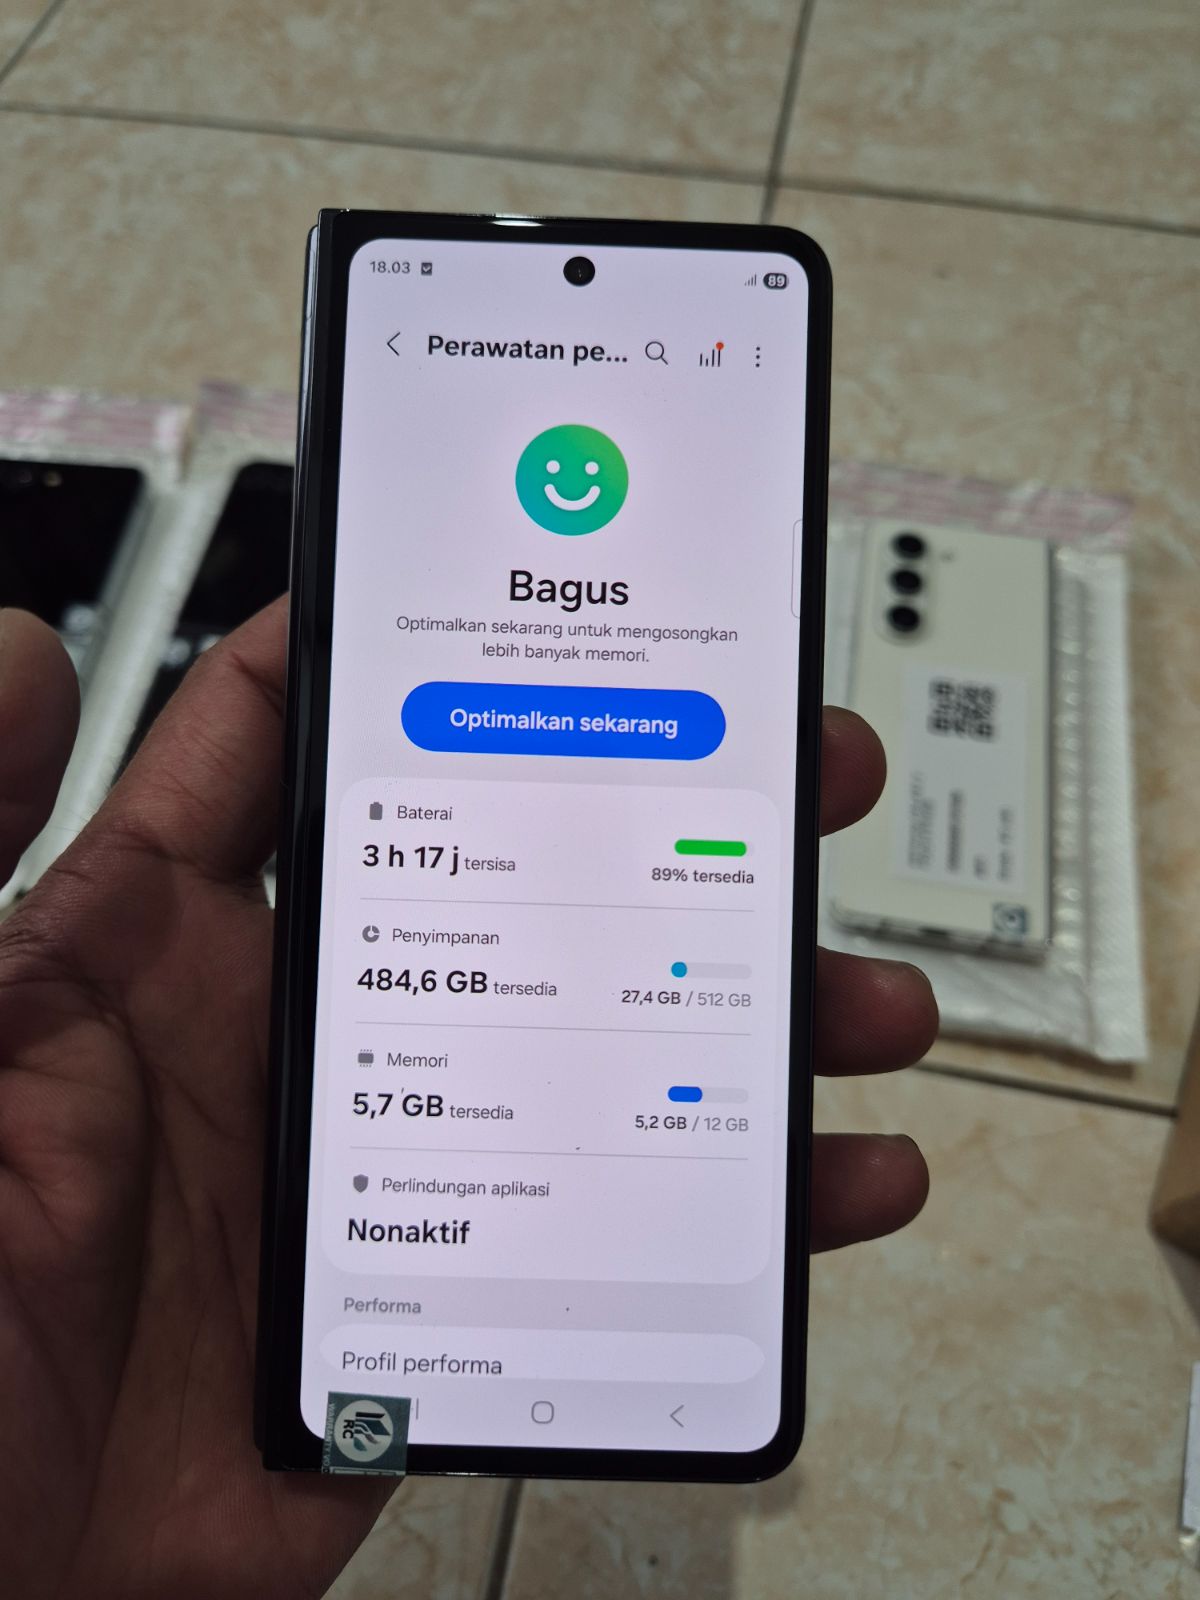 18.03
89
Perawatan pe...
Bagus
Optimalkan sekarang untuk mengosongkan
lebih banyak memori.
Optimalkan sekarang
Baterai
3 h 17 j tersisa
89% tersedia
Penyimpanan
484,6 GB tersedia
27,4 GB / 512 GB
Memori
5,7 GB tersedia
5,2 GB / 12 GB
Perlindungan aplikasi
Nonaktif
Performa
Profil performa
RC